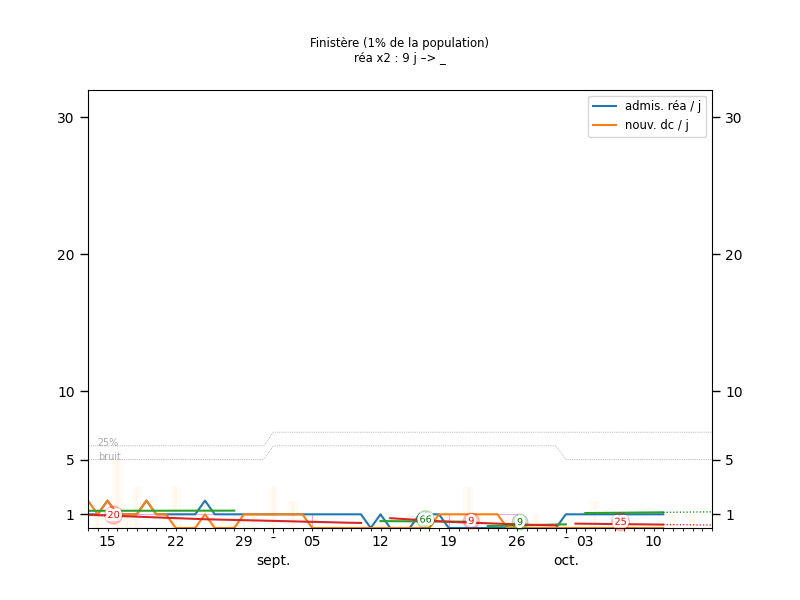 Finistère (1% de la population)
réa x2 : 9 j –> _
admis. réa / j
nouv. dc / j
30 30
20 20
10 10
25%
bruit
5 5
1 1
20 66 9 9 25
15 22 29 - 05 12 19 26 - 03 10
sept. oct.